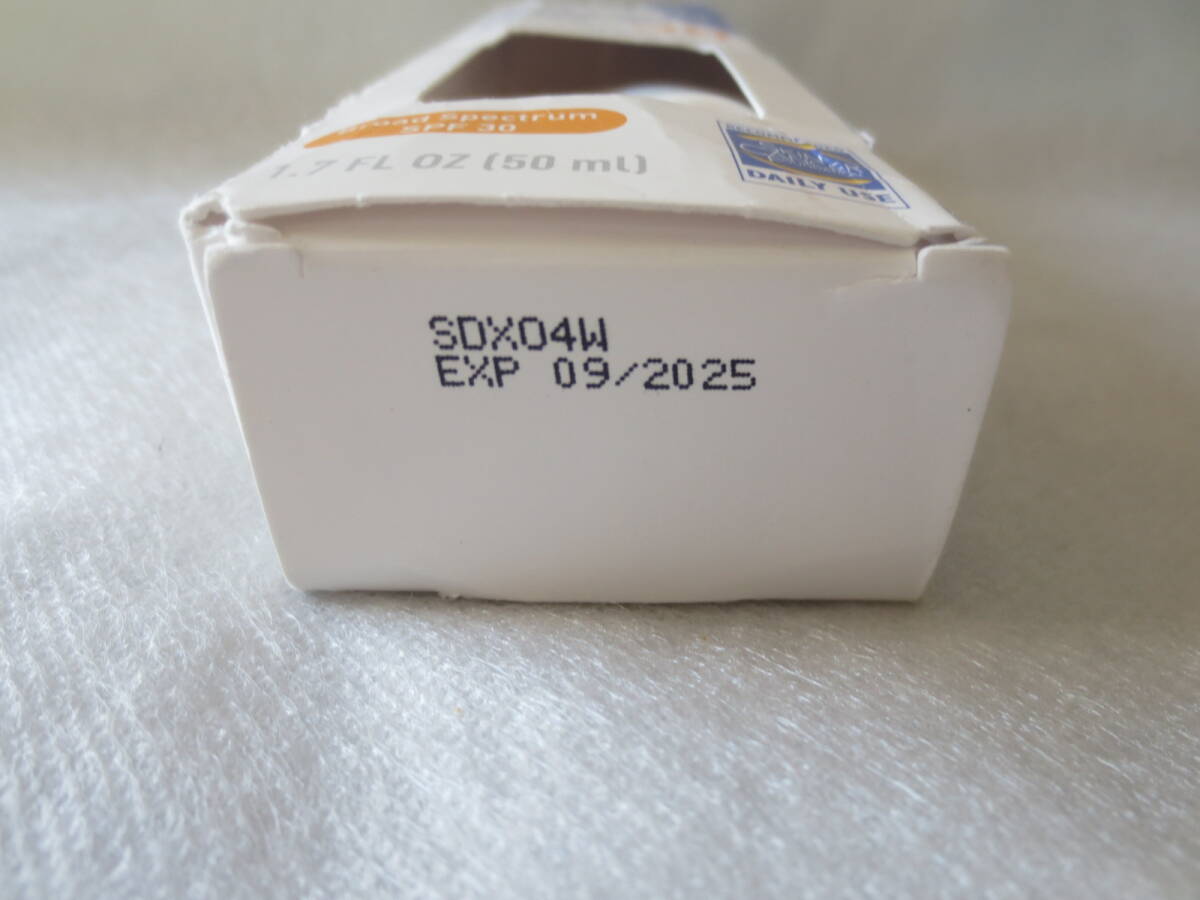 Broad Spectrum
SPF 30
1.7 FL OZ (50 ml)
DAILY USE
SDX04W
EXP 09/2025